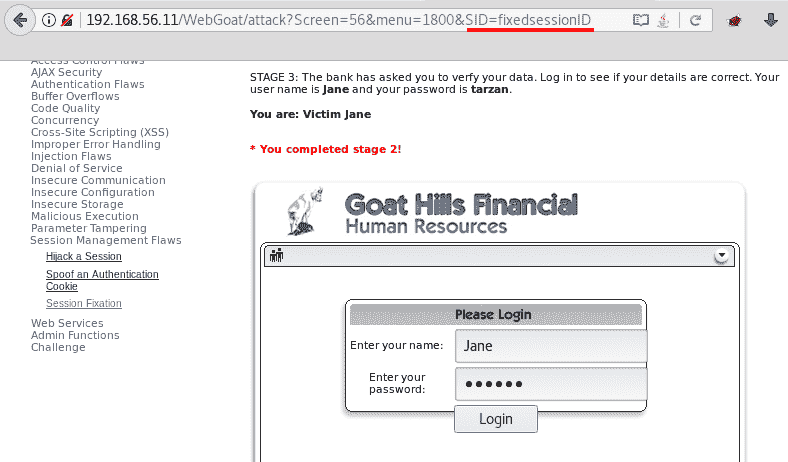 192.168.56.11/WebGoat/attack?Screen=56&menu=1800&SID=fixedsessionID
AJAX Security
Authentication Flaws
Buffer Overflows
Code Quality
Concurrency
Cross-Site Scripting (XSS)
Improper Error Handling
Injection Flaws
Denial of Service
Insecure Communication
Insecure Configuration
Insecure Storage
Malicious Execution
Parameter Tampering
Session Management Flaws
Hijack a Session
Spoof an Authentication
Cookie
Session Fixation
Web Services
Admin Functions
Challenge
STAGE 3: The bank has asked you to verfy your data. Log in to see if your details are correct. Your
user name is Jane and your password is tarzan.
You are: Victim Jane
* You completed stage 2!
Goat Hills Financial
Human Resources
Please Login
Enter your name:
Jane
Enter your
password:
••••••
Login